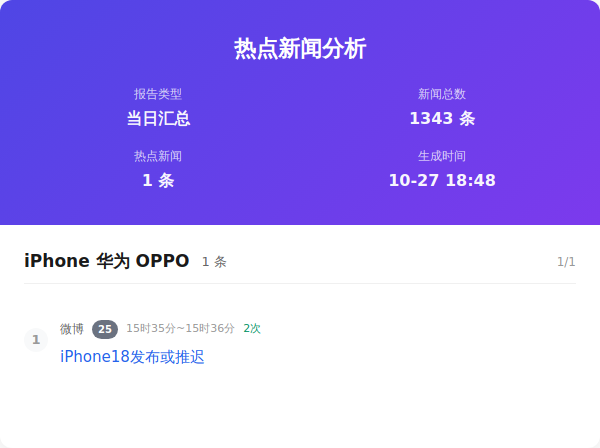 热点新闻分析
报告类型 新闻总数
当日汇总 1343 条
热点新闻 生成时间
1 条 10-27 18:48
iPhone 华为 OPPO 1 条 1/1
1 微博 25 15时35分~15时36分 2次
iPhone18发布或推迟